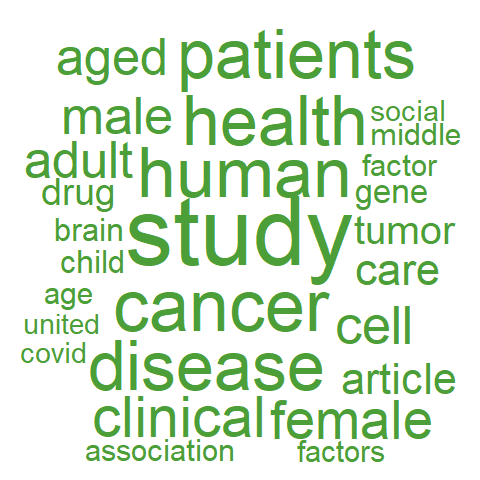 aged patients
male health social
middle
adult human factor
drug gene
brain study tumor
child care
age cancer cell
united
covid disease article
clinical female
association factors